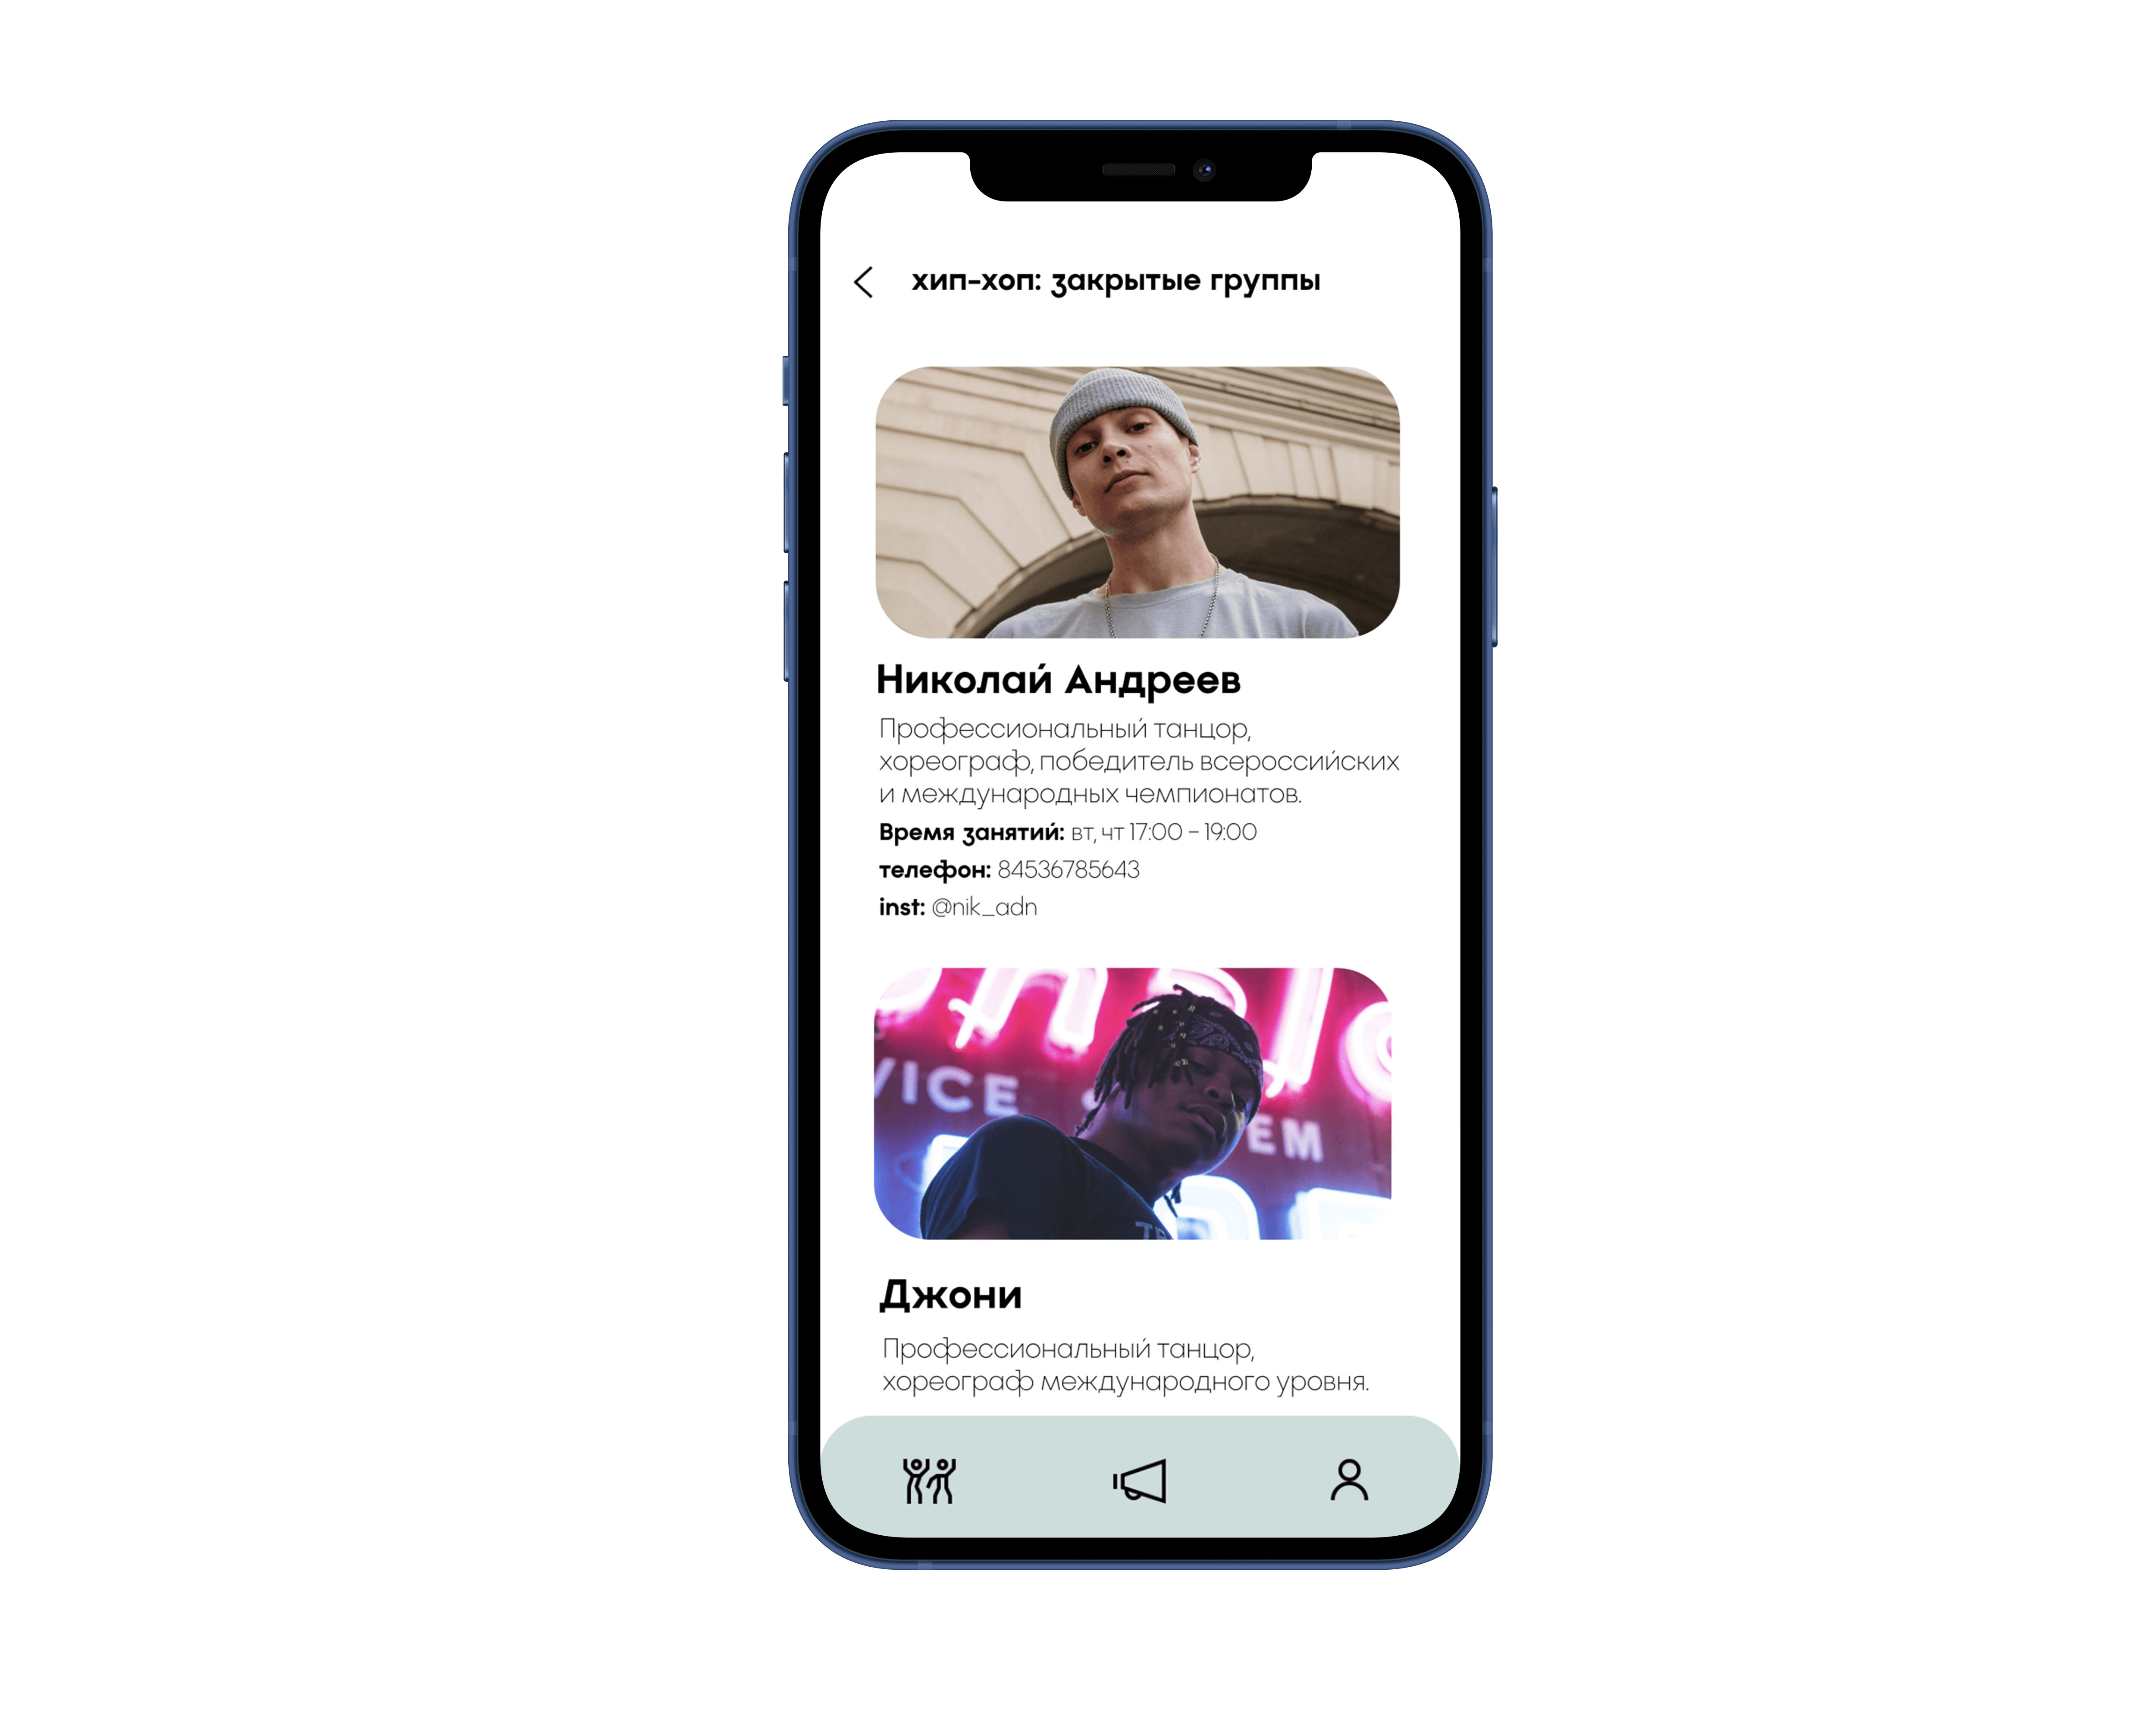 хип-хоп: закрытые группы
Николай Андреев
Профессиональный танцор,
хореограф, победитель всероссийских
и международных чемпионатов.
Время занятий: вт, чт 17:00 – 19:00
телефон: 84536785643
inst: @nik_adn
VICE
EM
Джони
Профессиональный танцор,
хореограф международного уровня.